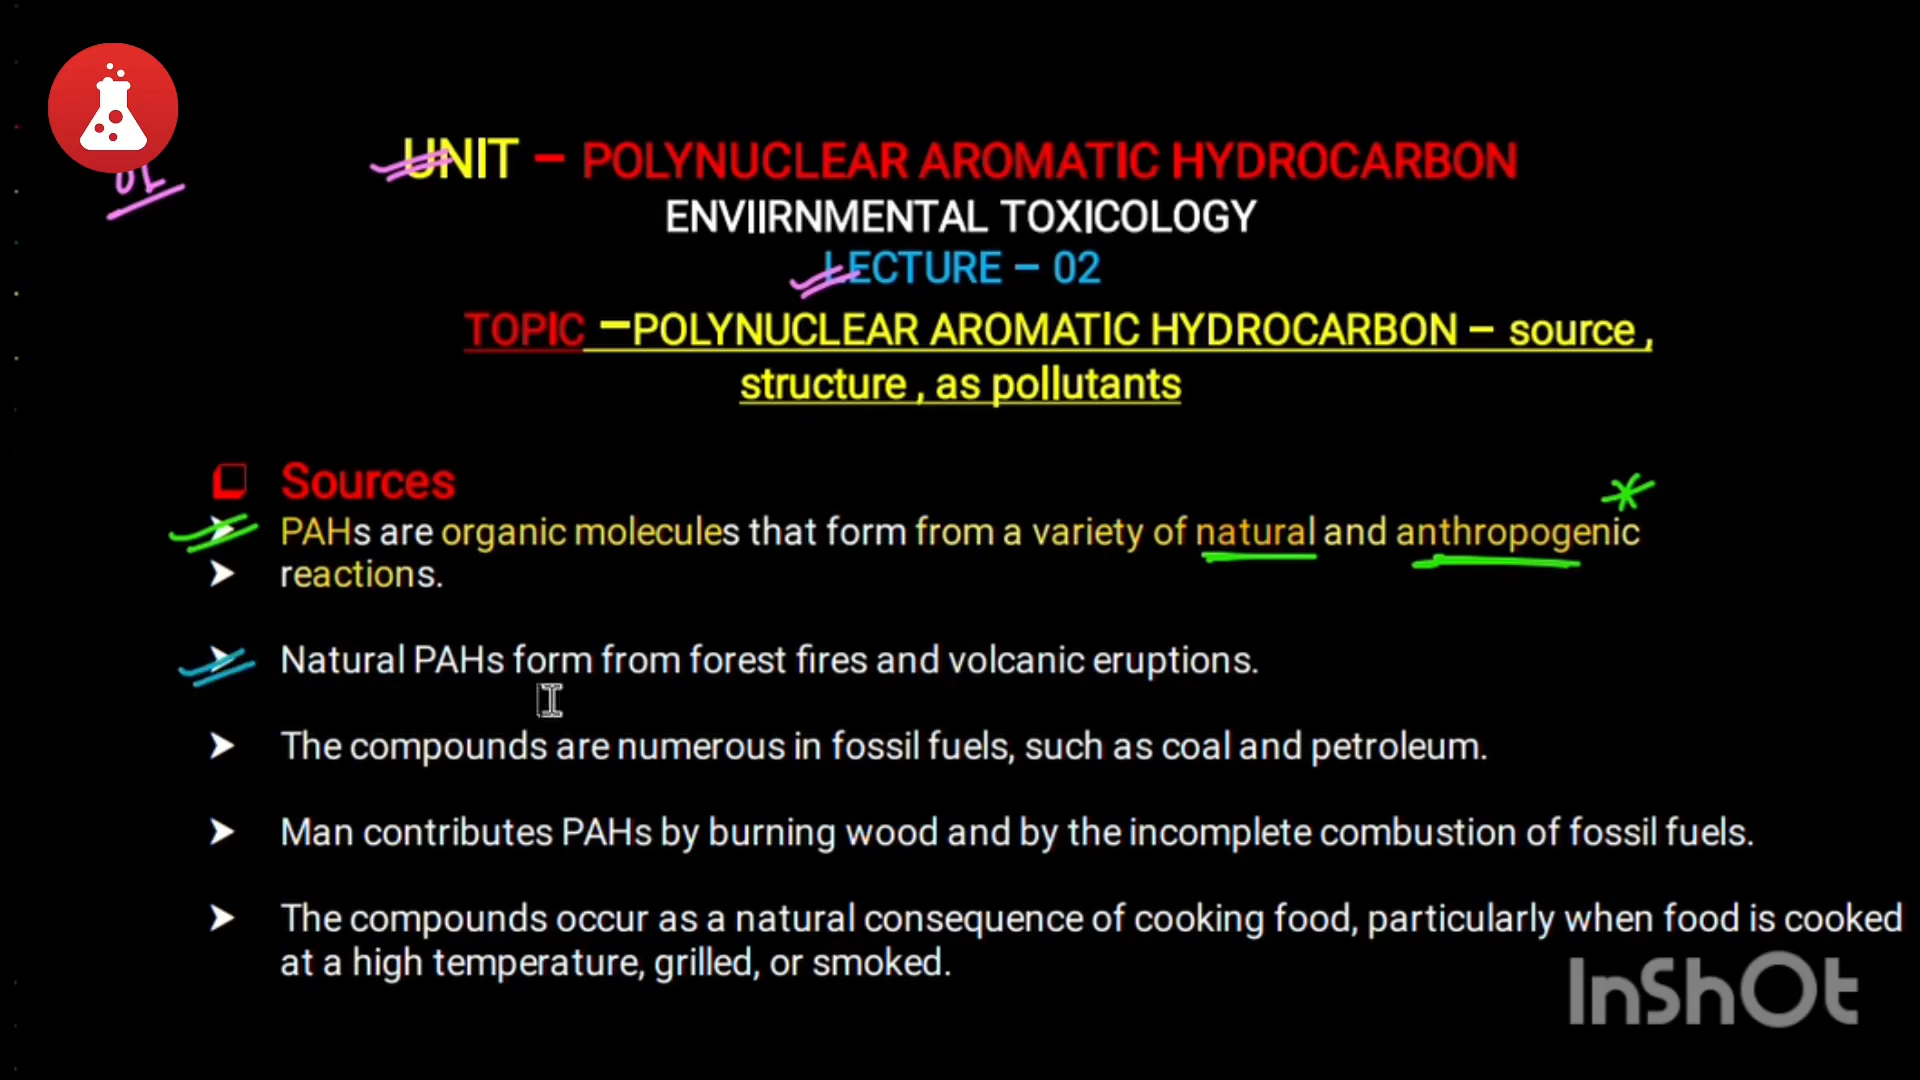 UNIT – POLYNUCLEAR AROMATIC HYDROCARBON
ENVIIRNMENTAL TOXICOLOGY
LECTURE – 02
TOPIC –POLYNUCLEAR AROMATIC HYDROCARBON – source ,
structure , as pollutants
Sources
PAHs are organic molecules that form from a variety of natural and anthropogenic
reactions.
Natural PAHs form from forest fires and volcanic eruptions.
The compounds are numerous in fossil fuels, such as coal and petroleum.
Man contributes PAHs by burning wood and by the incomplete combustion of fossil fuels.
The compounds occur as a natural consequence of cooking food, particularly when food is cooked
at a high temperature, grilled, or smoked.
InShOt